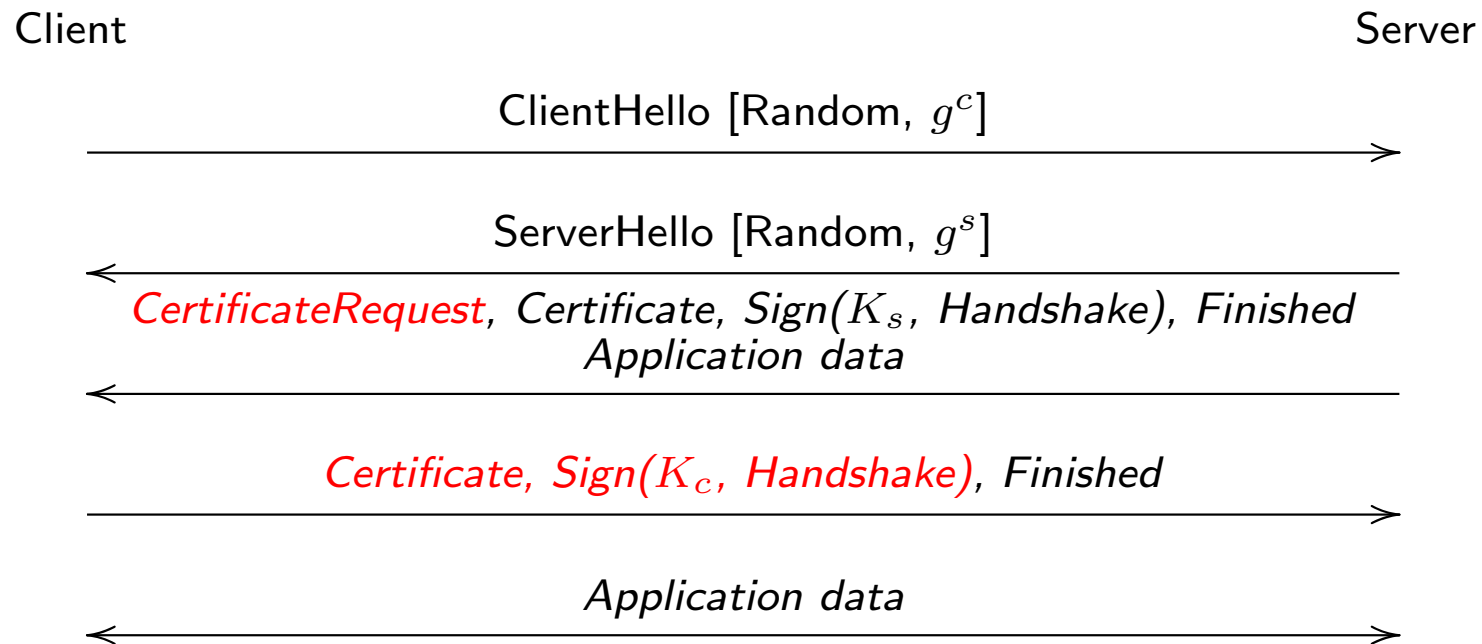 Client Server
ClientHello [Random, g^c]
ServerHello [Random, g^s]
CertificateRequest, Certificate, Sign(K_s, Handshake), Finished
Application data
Certificate, Sign(K_c, Handshake), Finished
Application data